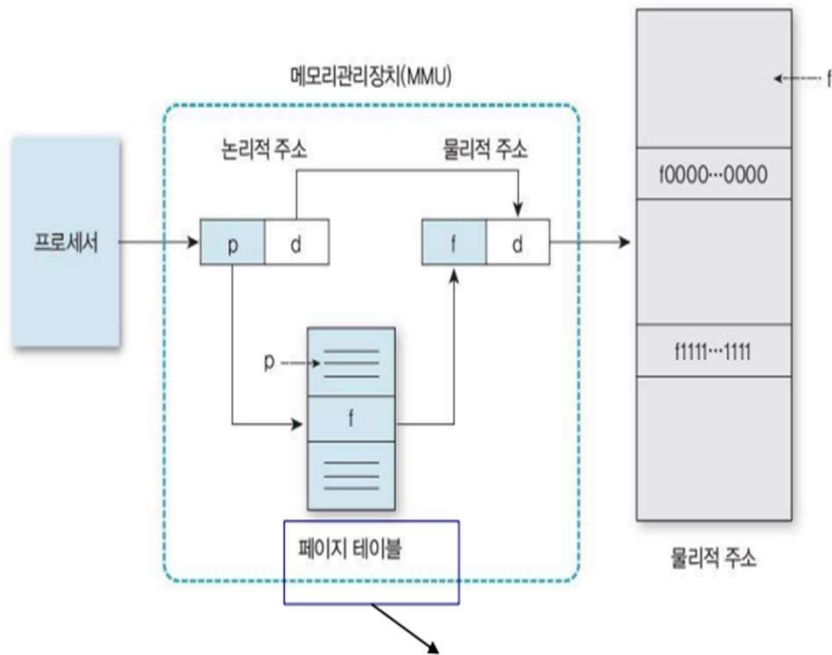 메모리관리장치(MMU)
논리적 주소
물리적 주소
프로세서
p
d
f
d
p
f
페이지 테이블
f
f0000···0000
f1111···1111
물리적 주소